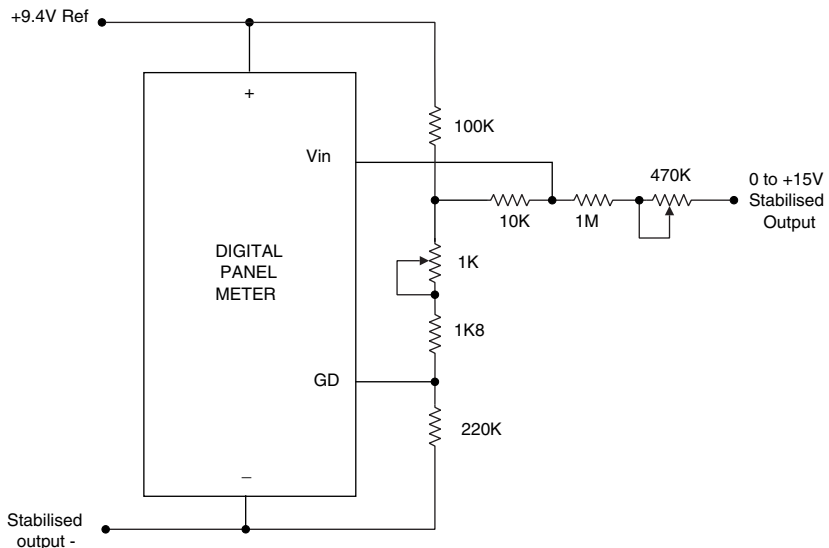 +9.4V Ref
+
100K
Vin
470K
0 to +15V
Stabilised
Output
10K
1M
DIGITAL
PANEL
METER
1K
1K8
GD
220K
–
Stabilised
output -